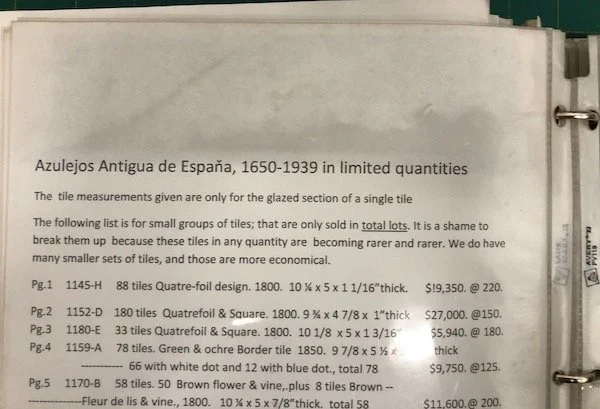 Azulejos Antigua de España, 1650-1939 in limited quantities
The tile measurements given are only for the glazed section of a single tile
The following list is for small groups of tiles; that are only sold in total lots. It is a shame to
break them up because these tiles in any quantity are becoming rarer and rarer. We do have
many smaller sets of tiles, and those are more economical.
Pg.1 1145-H 88 tiles Quatre-foil design. 1800. 10 ¼ x 5 x 1 1/16”thick. $!9,350. @ 220.
Pg.2 1152-D 180 tiles Quatrefoil & Square. 1800. 9 ¾ x 4 7/8 x 1”thick $27,000. @150.
Pg.3 1180-E 33 tiles Quatrefoil & Square. 1800. 10 1/8 x 5 x 1 3/16” $5,940. @ 180.
Pg.4 1159-A 78 tiles. Green & ochre Border tile 1850. 9 7/8 x 5 ½ x thick
----------- 66 with white dot and 12 with blue dot., total 78 $9,750. @125.
Pg.5 1170-B 58 tiles. 50 Brown flower & vine,.plus 8 tiles Brown --
--------------Fleur de lis & vine., 1800. 10 ¼ x 5 x 7/8”thick. total 58 $11,600.@ 200.